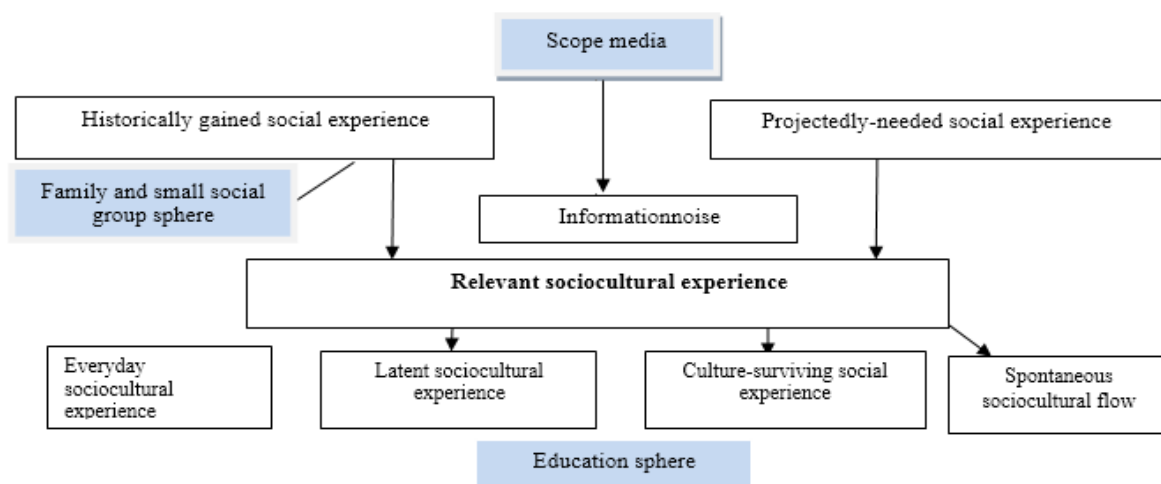 Scope media
Historically gained social experience
Projectedly-needed social experience
Family and small social
group sphere
Informationnoise
Relevant sociocultural experience
Everyday
sociocultural
experience
Latent sociocultural
experience
Culture-surviving social
experience
Spontaneous
sociocultural flow
Education sphere